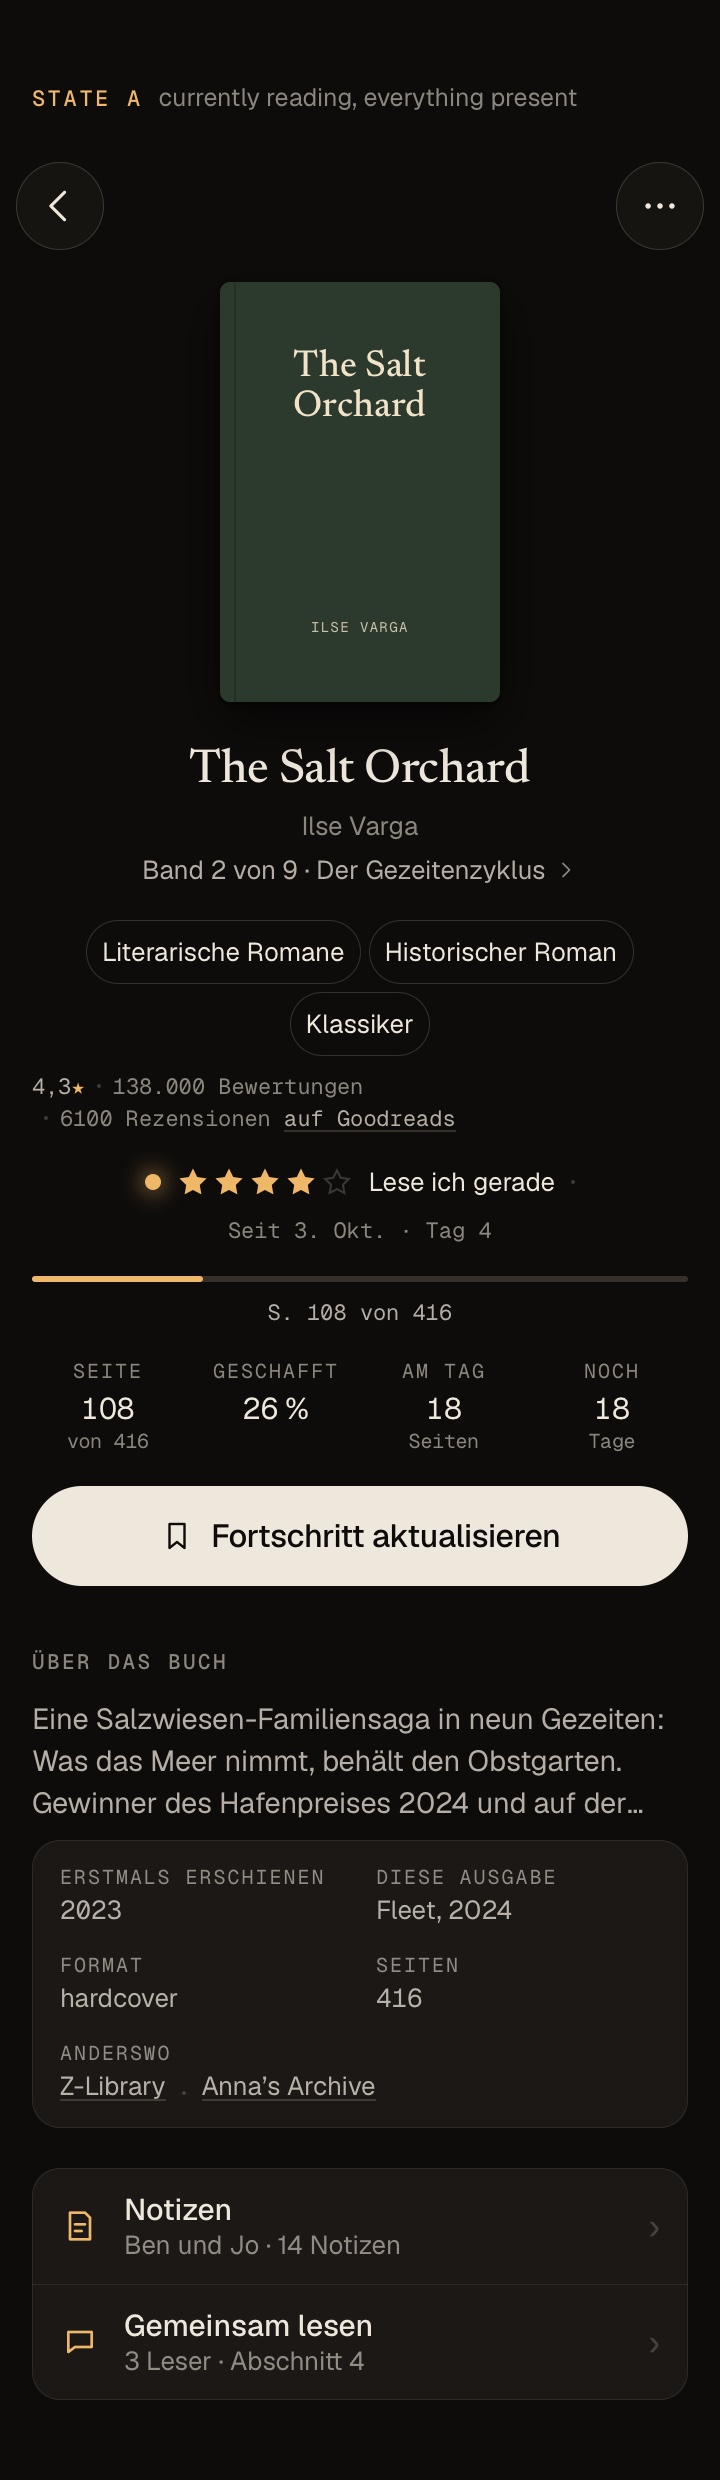 STATE A currently reading, everything present
The Salt
Orchard
ILSE VARGA
The Salt Orchard
Ilse Varga
Band 2 von 9 · Der Gezeitenzyklus
Literarische Romane Historischer Roman
Klassiker
4,3★ · 138.000 Bewertungen
· 6100 Rezensionen auf Goodreads
Lese ich gerade ·
Seit 3. Okt. · Tag 4
S. 108 von 416
SEITE GESCHAFFT AM TAG NOCH
108 26 % 18 18
von 416 Seiten Tage
Fortschritt aktualisieren
ÜBER DAS BUCH
Eine Salzwiesen-Familiensaga in neun Gezeiten:
Was das Meer nimmt, behält den Obstgarten.
Gewinner des Hafenpreises 2024 und auf der…
ERSTMALS ERSCHIENEN DIESE AUSGABE
2023 Fleet, 2024
FORMAT SEITEN
hardcover 416
ANDERSWO
Z-Library · Anna’s Archive
Notizen
Ben und Jo · 14 Notizen
Gemeinsam lesen
3 Leser · Abschnitt 4